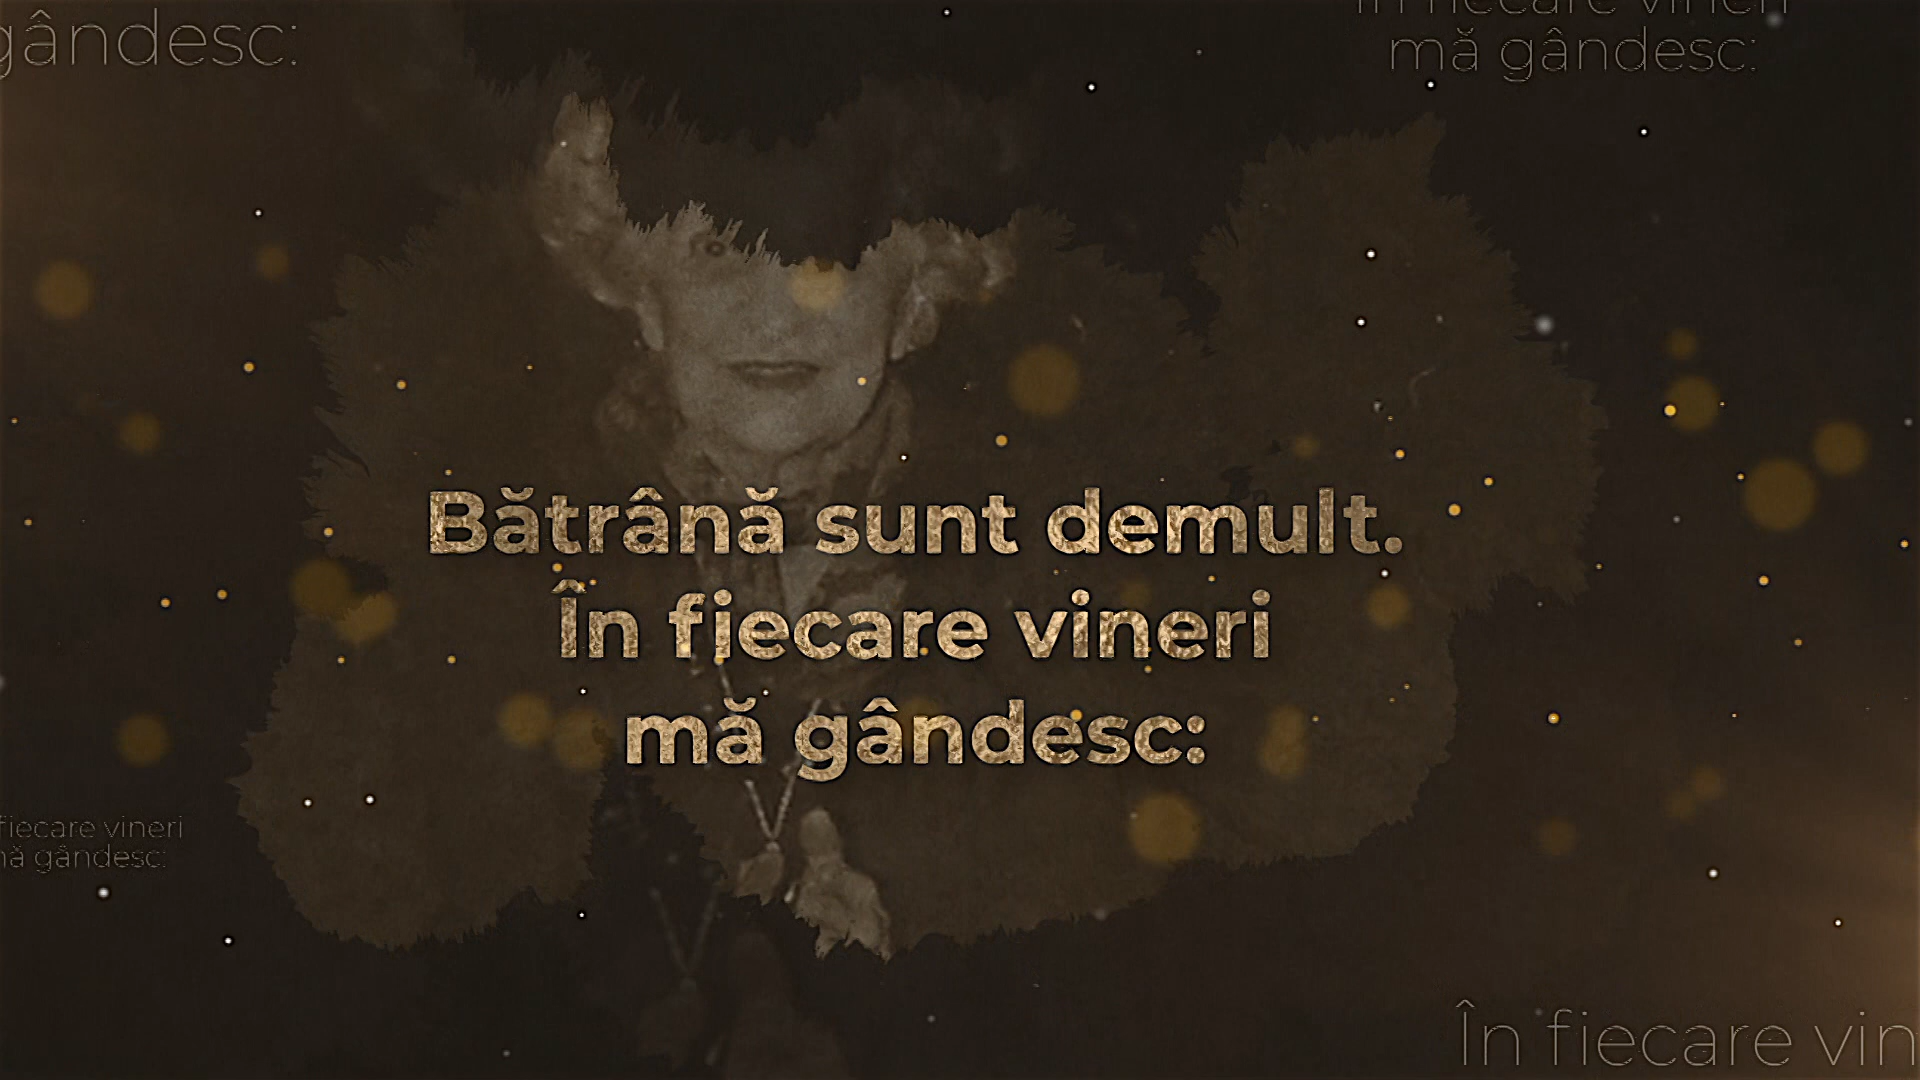 gândesc:
În fiecare vineri
mă gândesc:
Bătrână sunt demult.
În fiecare vineri
mă gândesc:
fiecare vineri
mă gândesc:
În fiecare vin